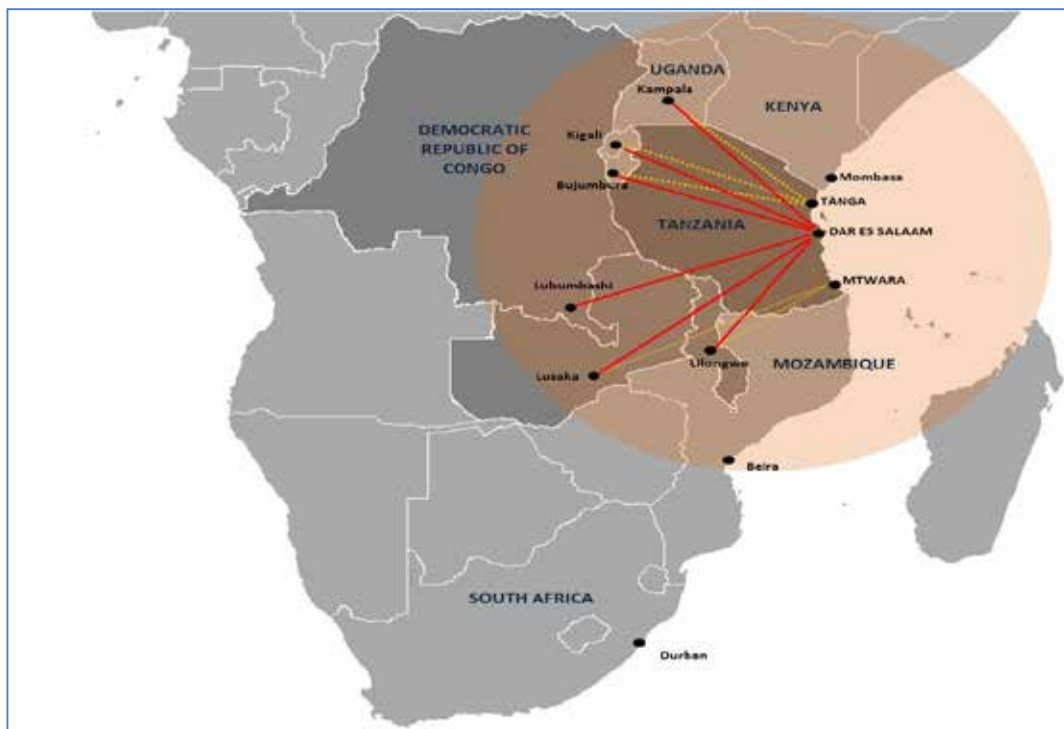 UGANDA
Kampala
KENYA
DEMOCRATIC
REPUBLIC OF
CONGO
Kigali
Bujumbura
Mombasa
TANGA
TANZANIA
DAR ES SALAAM
MTWARA
Lubumbashi
Lilongwe
MOZAMBIQUE
Lusaka
Beira
SOUTH AFRICA
Durban